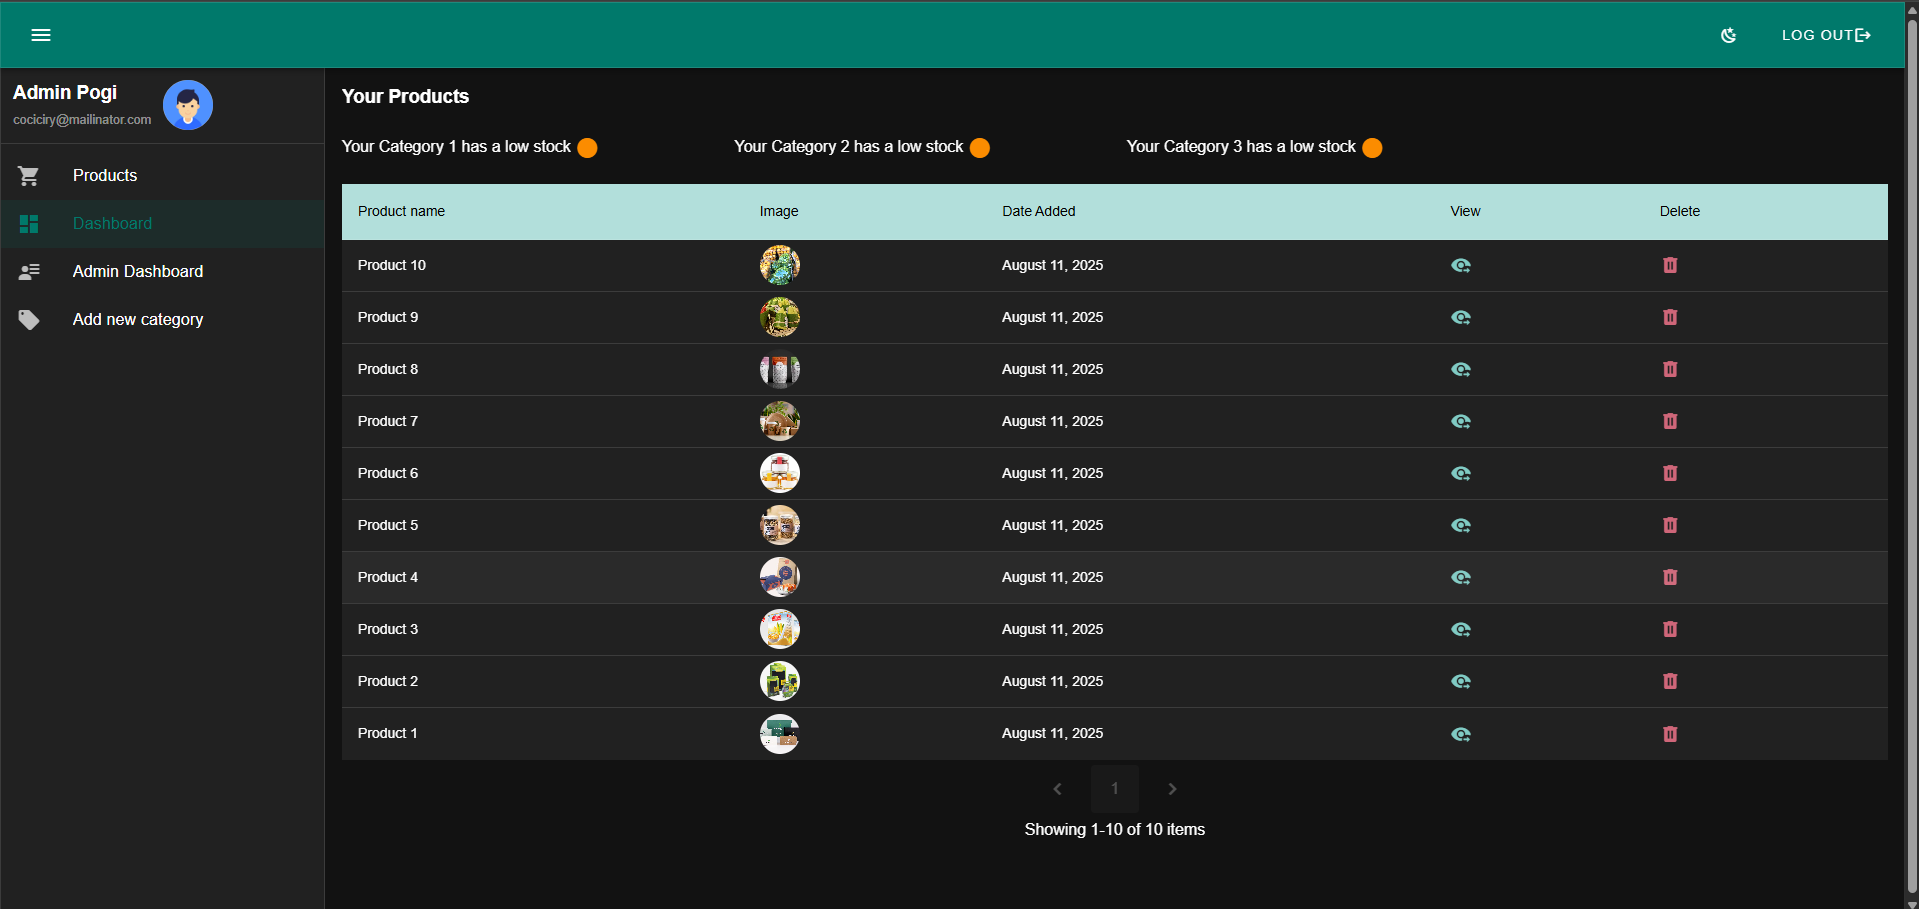 LOG OUT
Admin Pogi
cociciry@mailinator.com
Products
Dashboard
Admin Dashboard
Add new category
Your Products
Your Category 1 has a low stock
Your Category 2 has a low stock
Your Category 3 has a low stock
Product name Image Date Added View Delete
Product 10 August 11, 2025
Product 9 August 11, 2025
Product 8 August 11, 2025
Product 7 August 11, 2025
Product 6 August 11, 2025
Product 5 August 11, 2025
Product 4 August 11, 2025
Product 3 August 11, 2025
Product 2 August 11, 2025
Product 1 August 11, 2025
1
Showing 1-10 of 10 items